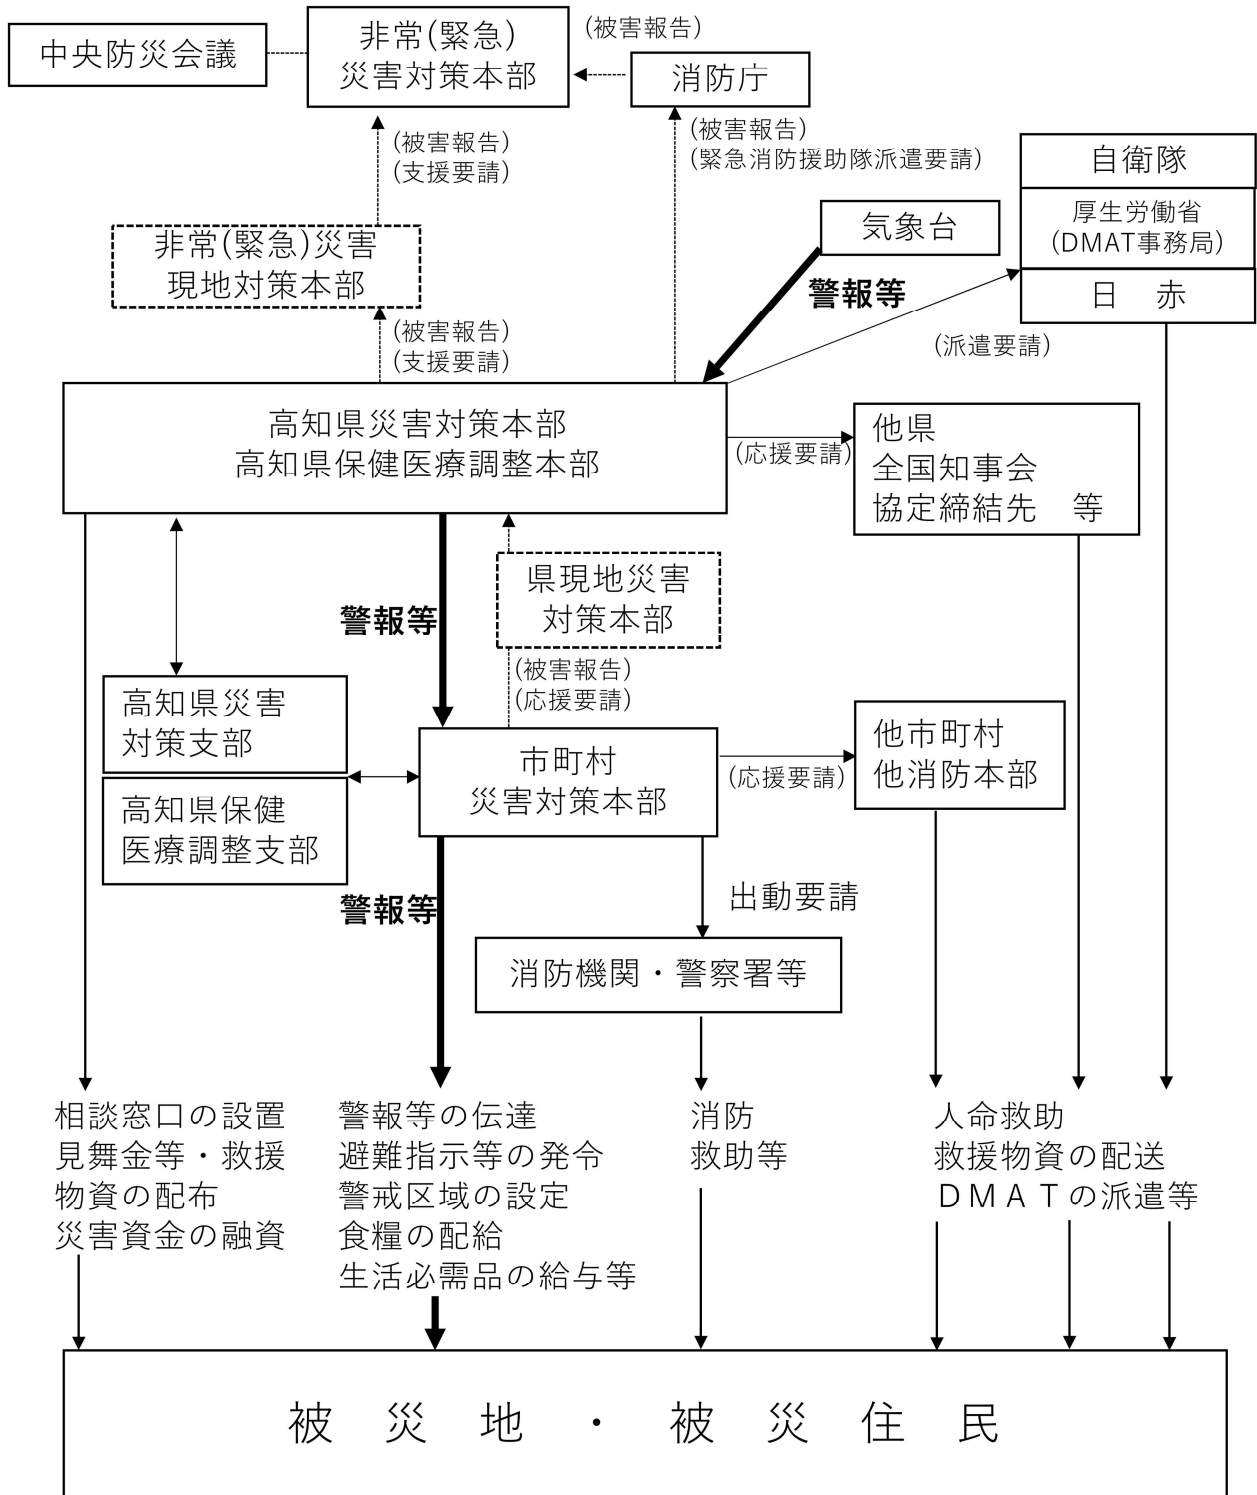 中央防災会議
非常(緊急)
災害対策本部
(被害報告)
消防庁
(被害報告)
(支援要請)
(被害報告)
(緊急消防援助隊派遣要請)
自衛隊
厚生労働省
(DMAT事務局)
日　赤
気象台
非常(緊急)災害
現地対策本部
警報等
(被害報告)
(支援要請)
(派遣要請)
高知県災害対策本部
高知県保健医療調整本部
(応援要請)
他県
全国知事会
協定締結先　等
県現地災害
対策本部
警報等
(被害報告)
(応援要請)
高知県災害
対策支部
高知県保健
医療調整支部
市町村
災害対策本部
(応援要請)
他市町村
他消防本部
警報等
出動要請
消防機関・警察署等
相談窓口の設置
見舞金等・救援
物資の配布
災害資金の融資
警報等の伝達
避難指示等の発令
警戒区域の設定
食糧の配給
生活必需品の給与等
消防
救助等
人命救助
救援物資の配送
ＤＭＡＴの派遣等
被　災　地　・　被　災　住　民